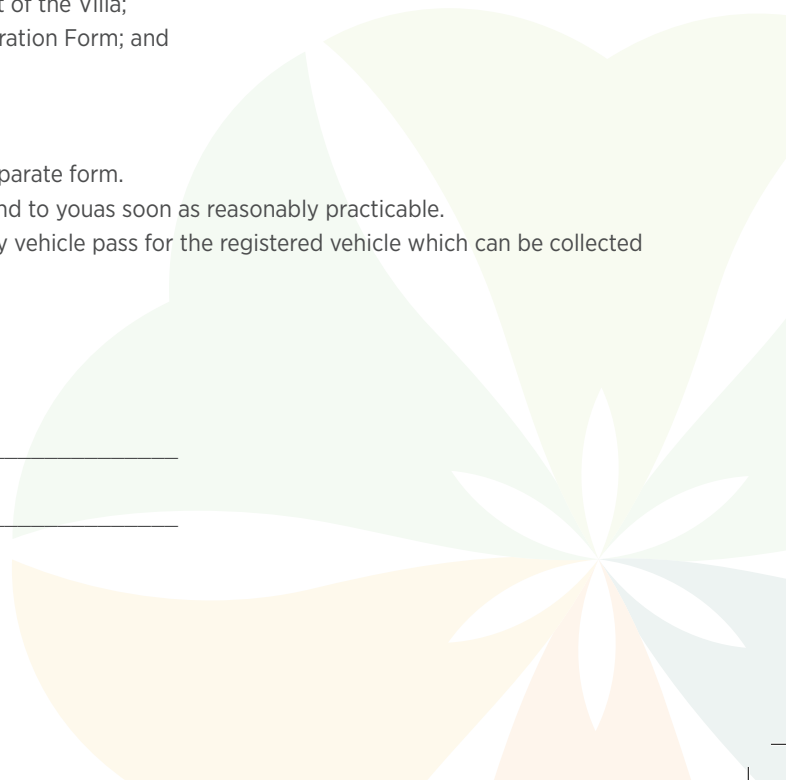 of the Villa;
ration Form; and
parate form.
nd to youas soon as reasonably practicable.
y vehicle pass for the registered vehicle which can be collected